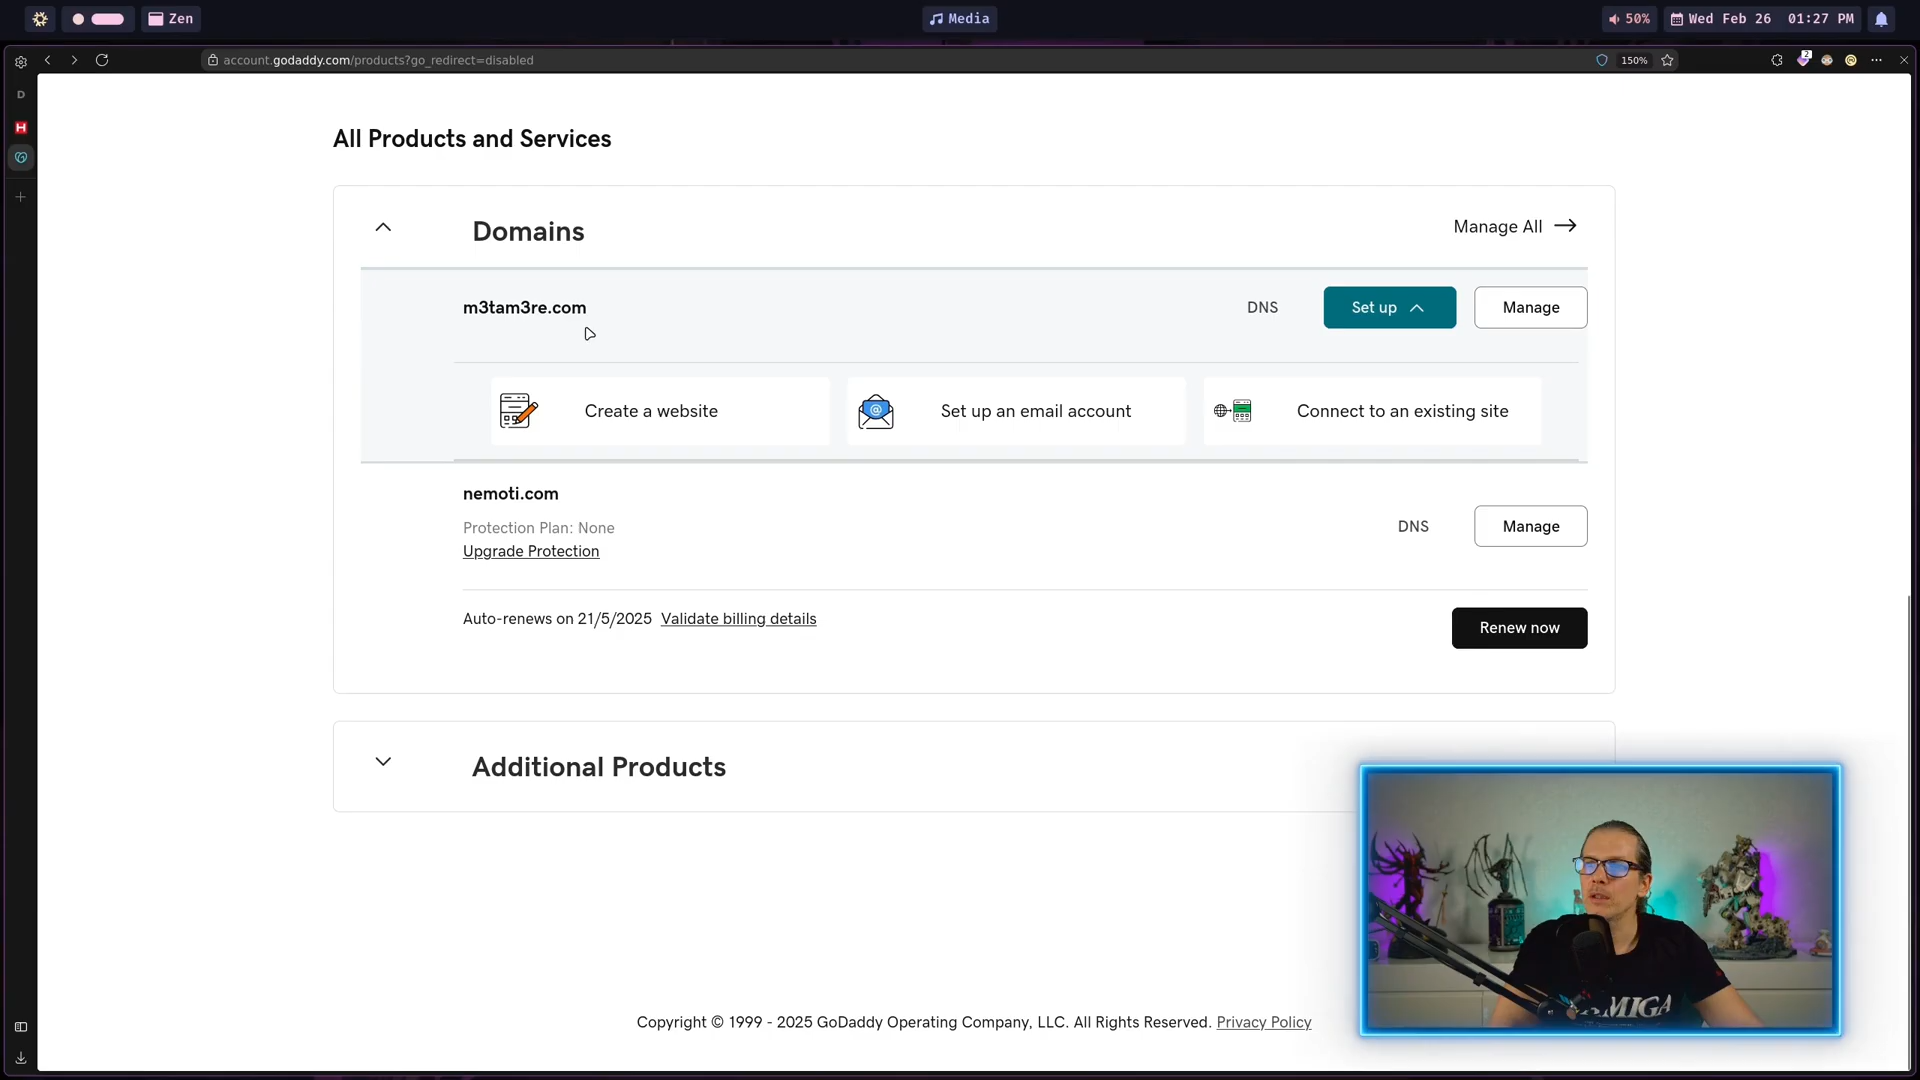 Zen
Media
50%
Wed Feb 26 01:27 PM
account.godaddy.com/products?go_redirect=disabled
150%
2
D
H
All Products and Services
Domains
Manage All
m3tam3re.com
DNS
Set up
Manage
Create a website
Set up an email account
Connect to an existing site
nemoti.com
Protection Plan: None
Upgrade Protection
DNS
Manage
Auto-renews on 21/5/2025 Validate billing details
Renew now
Additional Products
Copyright © 1999 - 2025 GoDaddy Operating Company, LLC. All Rights Reserved. Privacy Policy